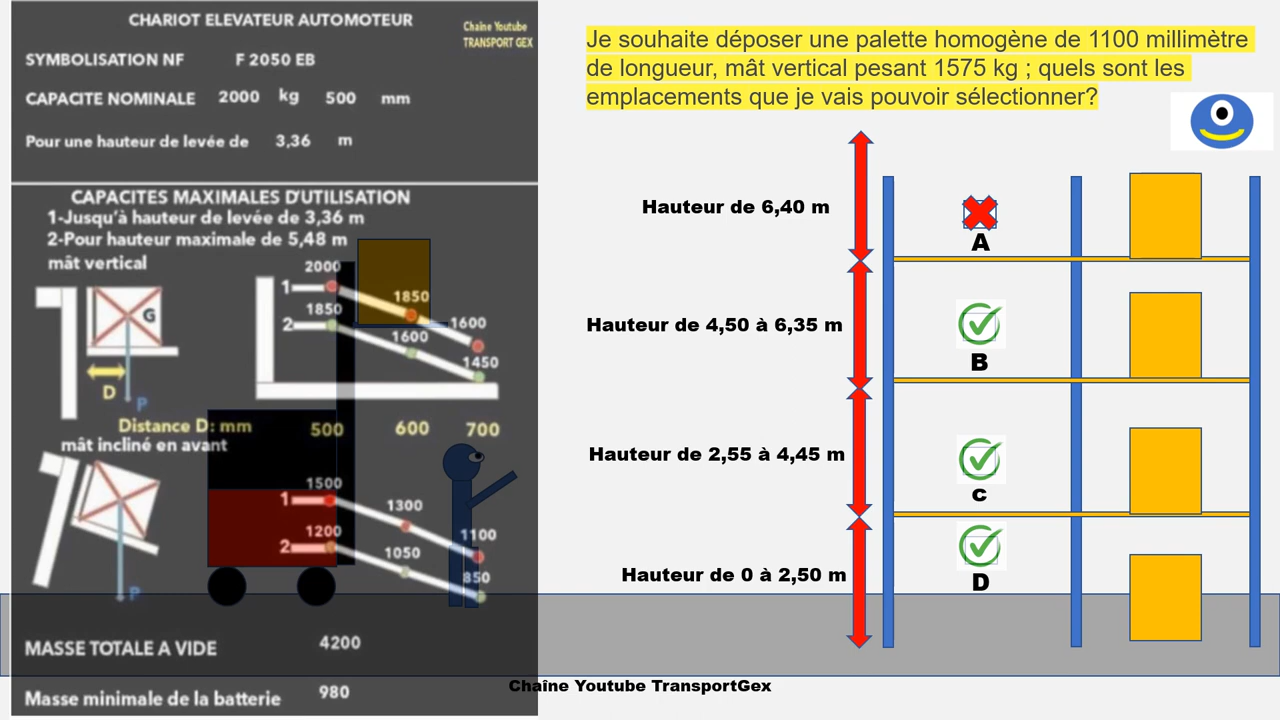 CHARIOT ELEVATEUR AUTOMOTEUR
Chaîne Youtube
TRANSPORT GEX
SYMBOLISATION NF F 2050 EB
CAPACITE NOMINALE 2000 kg 500 mm
Pour une hauteur de levée de 3,36 m
CAPACITES MAXIMALES D'UTILISATION
1-Jusqu'à hauteur de levée de 3,36 m
2-Pour hauteur maximale de 5,48 m
mât vertical
G
D
P
2000
1 1850 1600
1850
2 1600 1450
Distance D: mm 500 600 700
mât incliné en avant
P
1500
1 1300 1100
1200
2 1050 850
MASSE TOTALE A VIDE 4200
Masse minimale de la batterie 980
Je souhaite déposer une palette homogène de 1100 millimètre
de longueur, mât vertical pesant 1575 kg ; quels sont les
emplacements que je vais pouvoir sélectionner?
Hauteur de 6,40 m
A
Hauteur de 4,50 à 6,35 m
B
Hauteur de 2,55 à 4,45 m
c
Hauteur de 0 à 2,50 m
D
Chaîne Youtube TransportGex